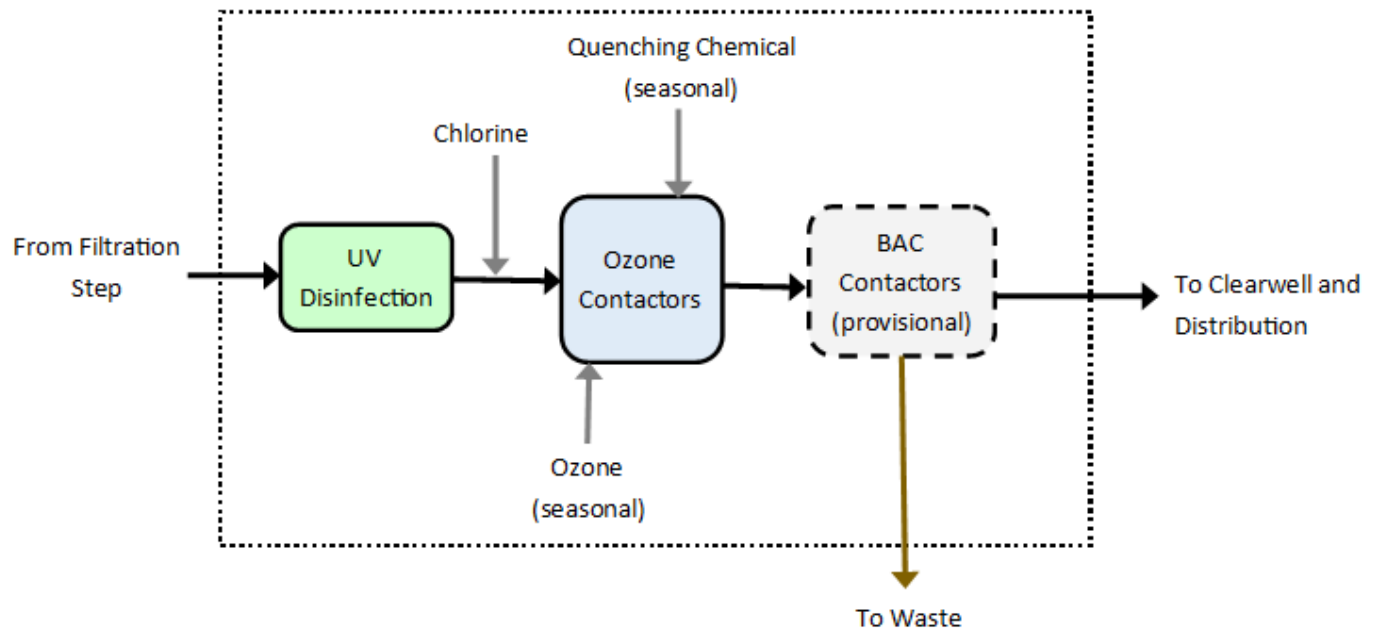 Quenching Chemical
(seasonal)
Chlorine
From Filtration
Step
UV
Disinfection
Ozone
Contactors
BAC
Contactors
(provisional)
To Clearwell and
Distribution
Ozone
(seasonal)
To Waste